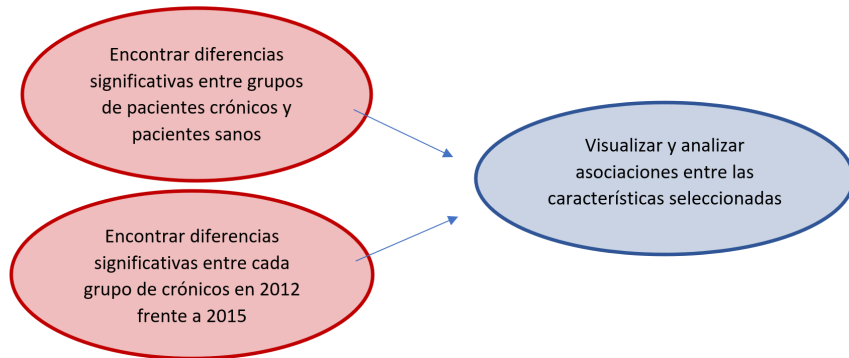 Encontrar diferencias
significativas entre grupos
de pacientes crónicos y
pacientes sanos
Encontrar diferencias
significativas entre cada
grupo de crónicos en 2012
frente a 2015
Visualizar y analizar
asociaciones entre las
características seleccionadas